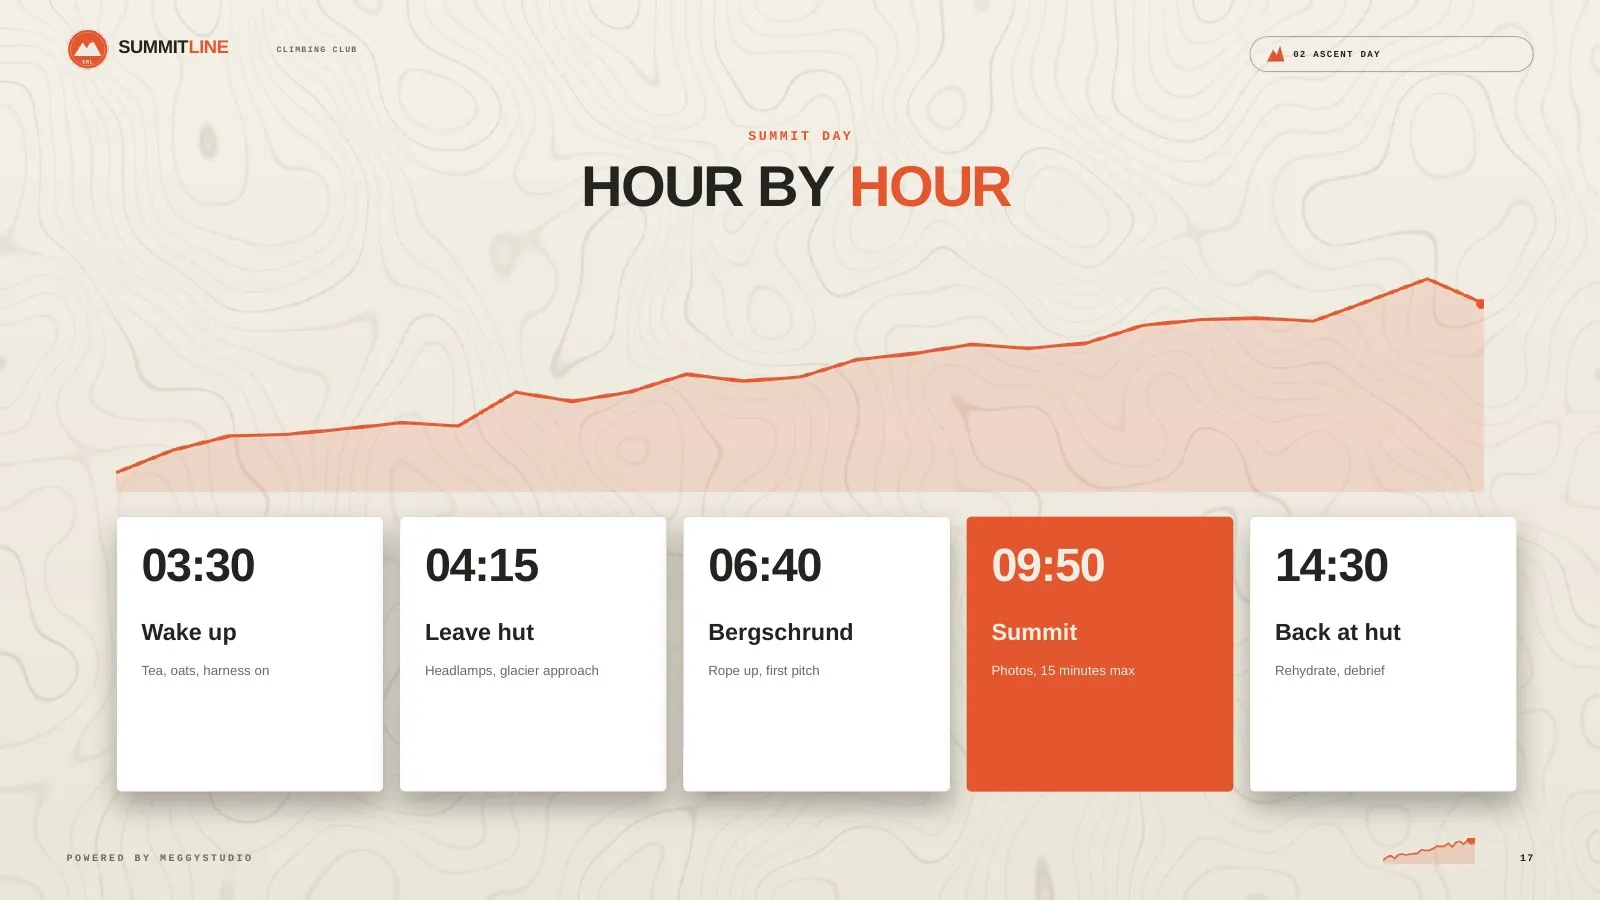 SUMMITLINE
CLIMBING CLUB
02 ASCENT DAY
SUMMIT DAY
HOUR BY HOUR
03:30
Wake up
Tea, oats, harness on
04:15
Leave hut
Headlamps, glacier approach
06:40
Bergschrund
Rope up, first pitch
09:50
Summit
Photos, 15 minutes max
14:30
Back at hut
Rehydrate, debrief
POWERED BY MEGGYSTUDIO
17